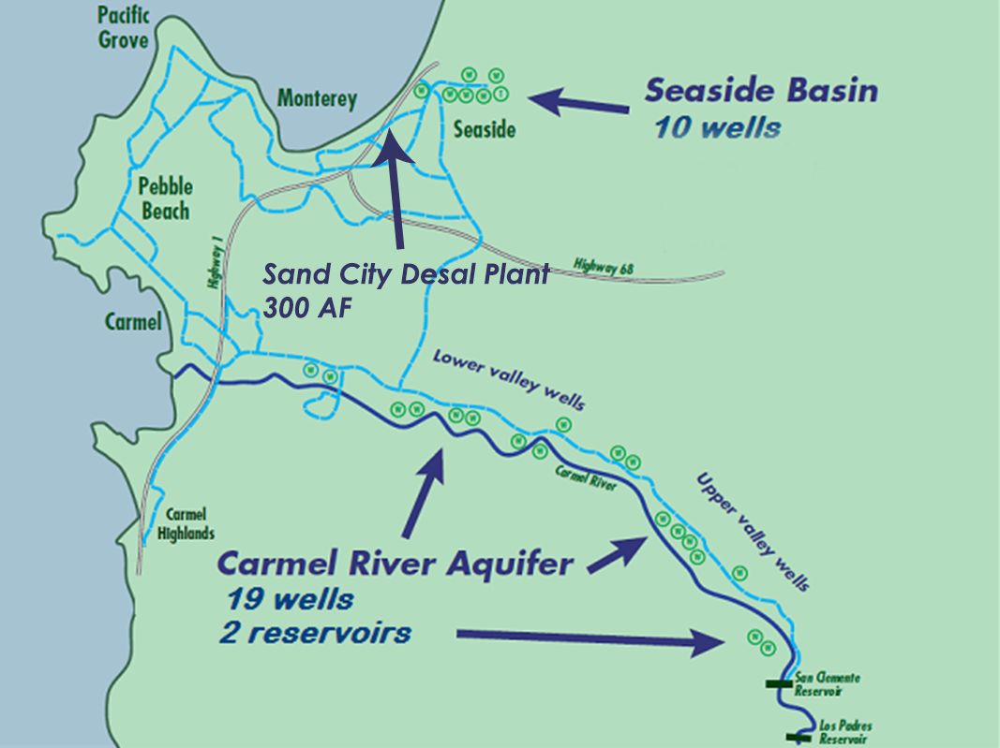 Pacific
Grove
Monterey
Seaside Basin
10 wells
Seaside
Pebble
Beach
Highway 1
Sand City Desal Plant
300 AF
Highway 68
Carmel
Lower valley wells
Carmel River
Upper valley wells
Carmel
Highlands
Carmel River Aquifer
19 wells
2 reservoirs
San Clemente
Reservoir
Los Padres
Reservoir